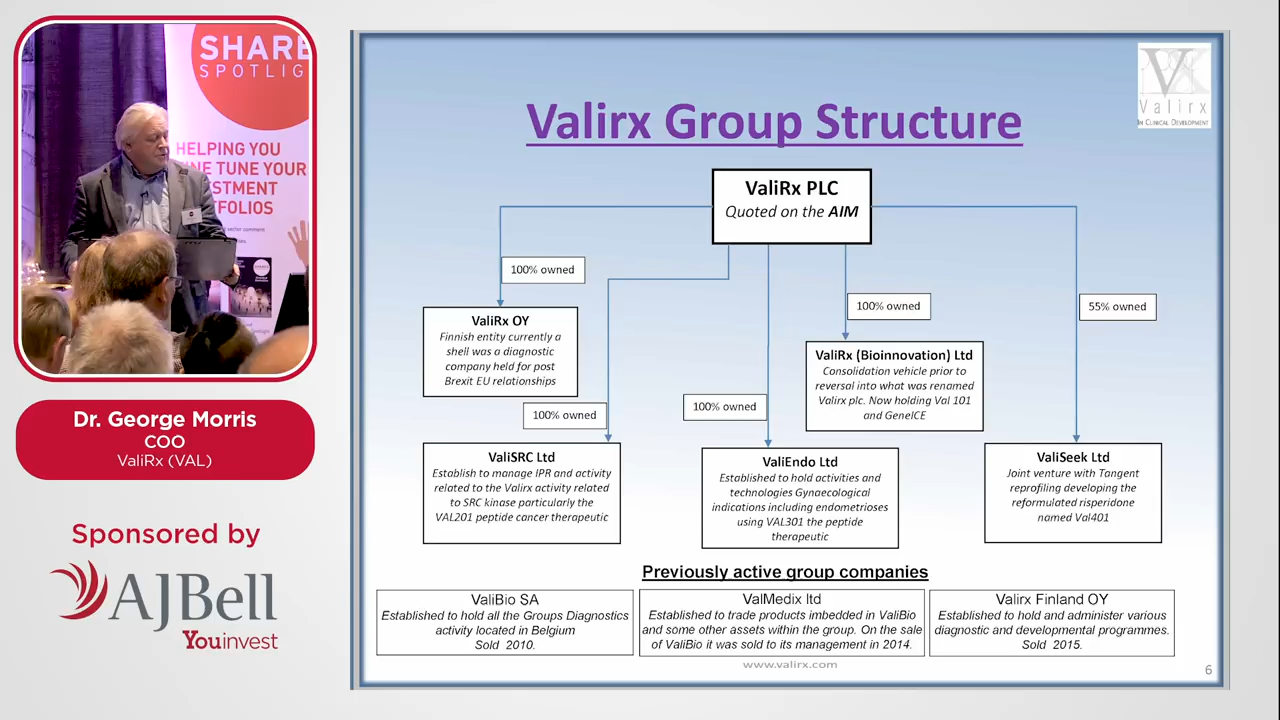 SHARE
SPOTLIG
HELPING YOU
NE TUNE YOUR
STMENT
FOLIOS
sector comment
Dr. George Morris
COO
ValiRx (VAL)
Sponsored by
AJBell
Youinvest
Valirx Group Structure
Valirx
IN CLINICAL DEVELOPMENT
ValiRx PLC
Quoted on the AIM
100% owned
ValiRx OY
Finnish entity currently a
shell was a diagnostic
company held for post
Brexit EU relationships
100% owned
ValiSRC Ltd
Establish to manage IPR and activity
related to the Valirx activity related
to SRC kinase particularly the
VAL201 peptide cancer therapeutic
100% owned
ValiEndo Ltd
Established to hold activities and
technologies Gynaecological
indications including endometrioses
using VAL301 the peptide
therapeutic
100% owned
ValiRx (Bioinnovation) Ltd
Consolidation vehicle prior to
reversal into what was renamed
Valirx plc. Now holding Val 101
and GeneICE
55% owned
ValiSeek Ltd
Joint venture with Tangent
reprofiling developing the
reformulated risperidone
named Val401
Previously active group companies
ValiBio SA
Established to hold all the Groups Diagnostics
activity located in Belgium
Sold 2010.
ValMedix ltd
Established to trade products imbedded in ValiBio
and some other assets within the group. On the sale
of ValiBio it was sold to its management in 2014.
Valirx Finland OY
Established to hold and administer various
diagnostic and developmental programmes.
Sold 2015.
www.valirx.com
6